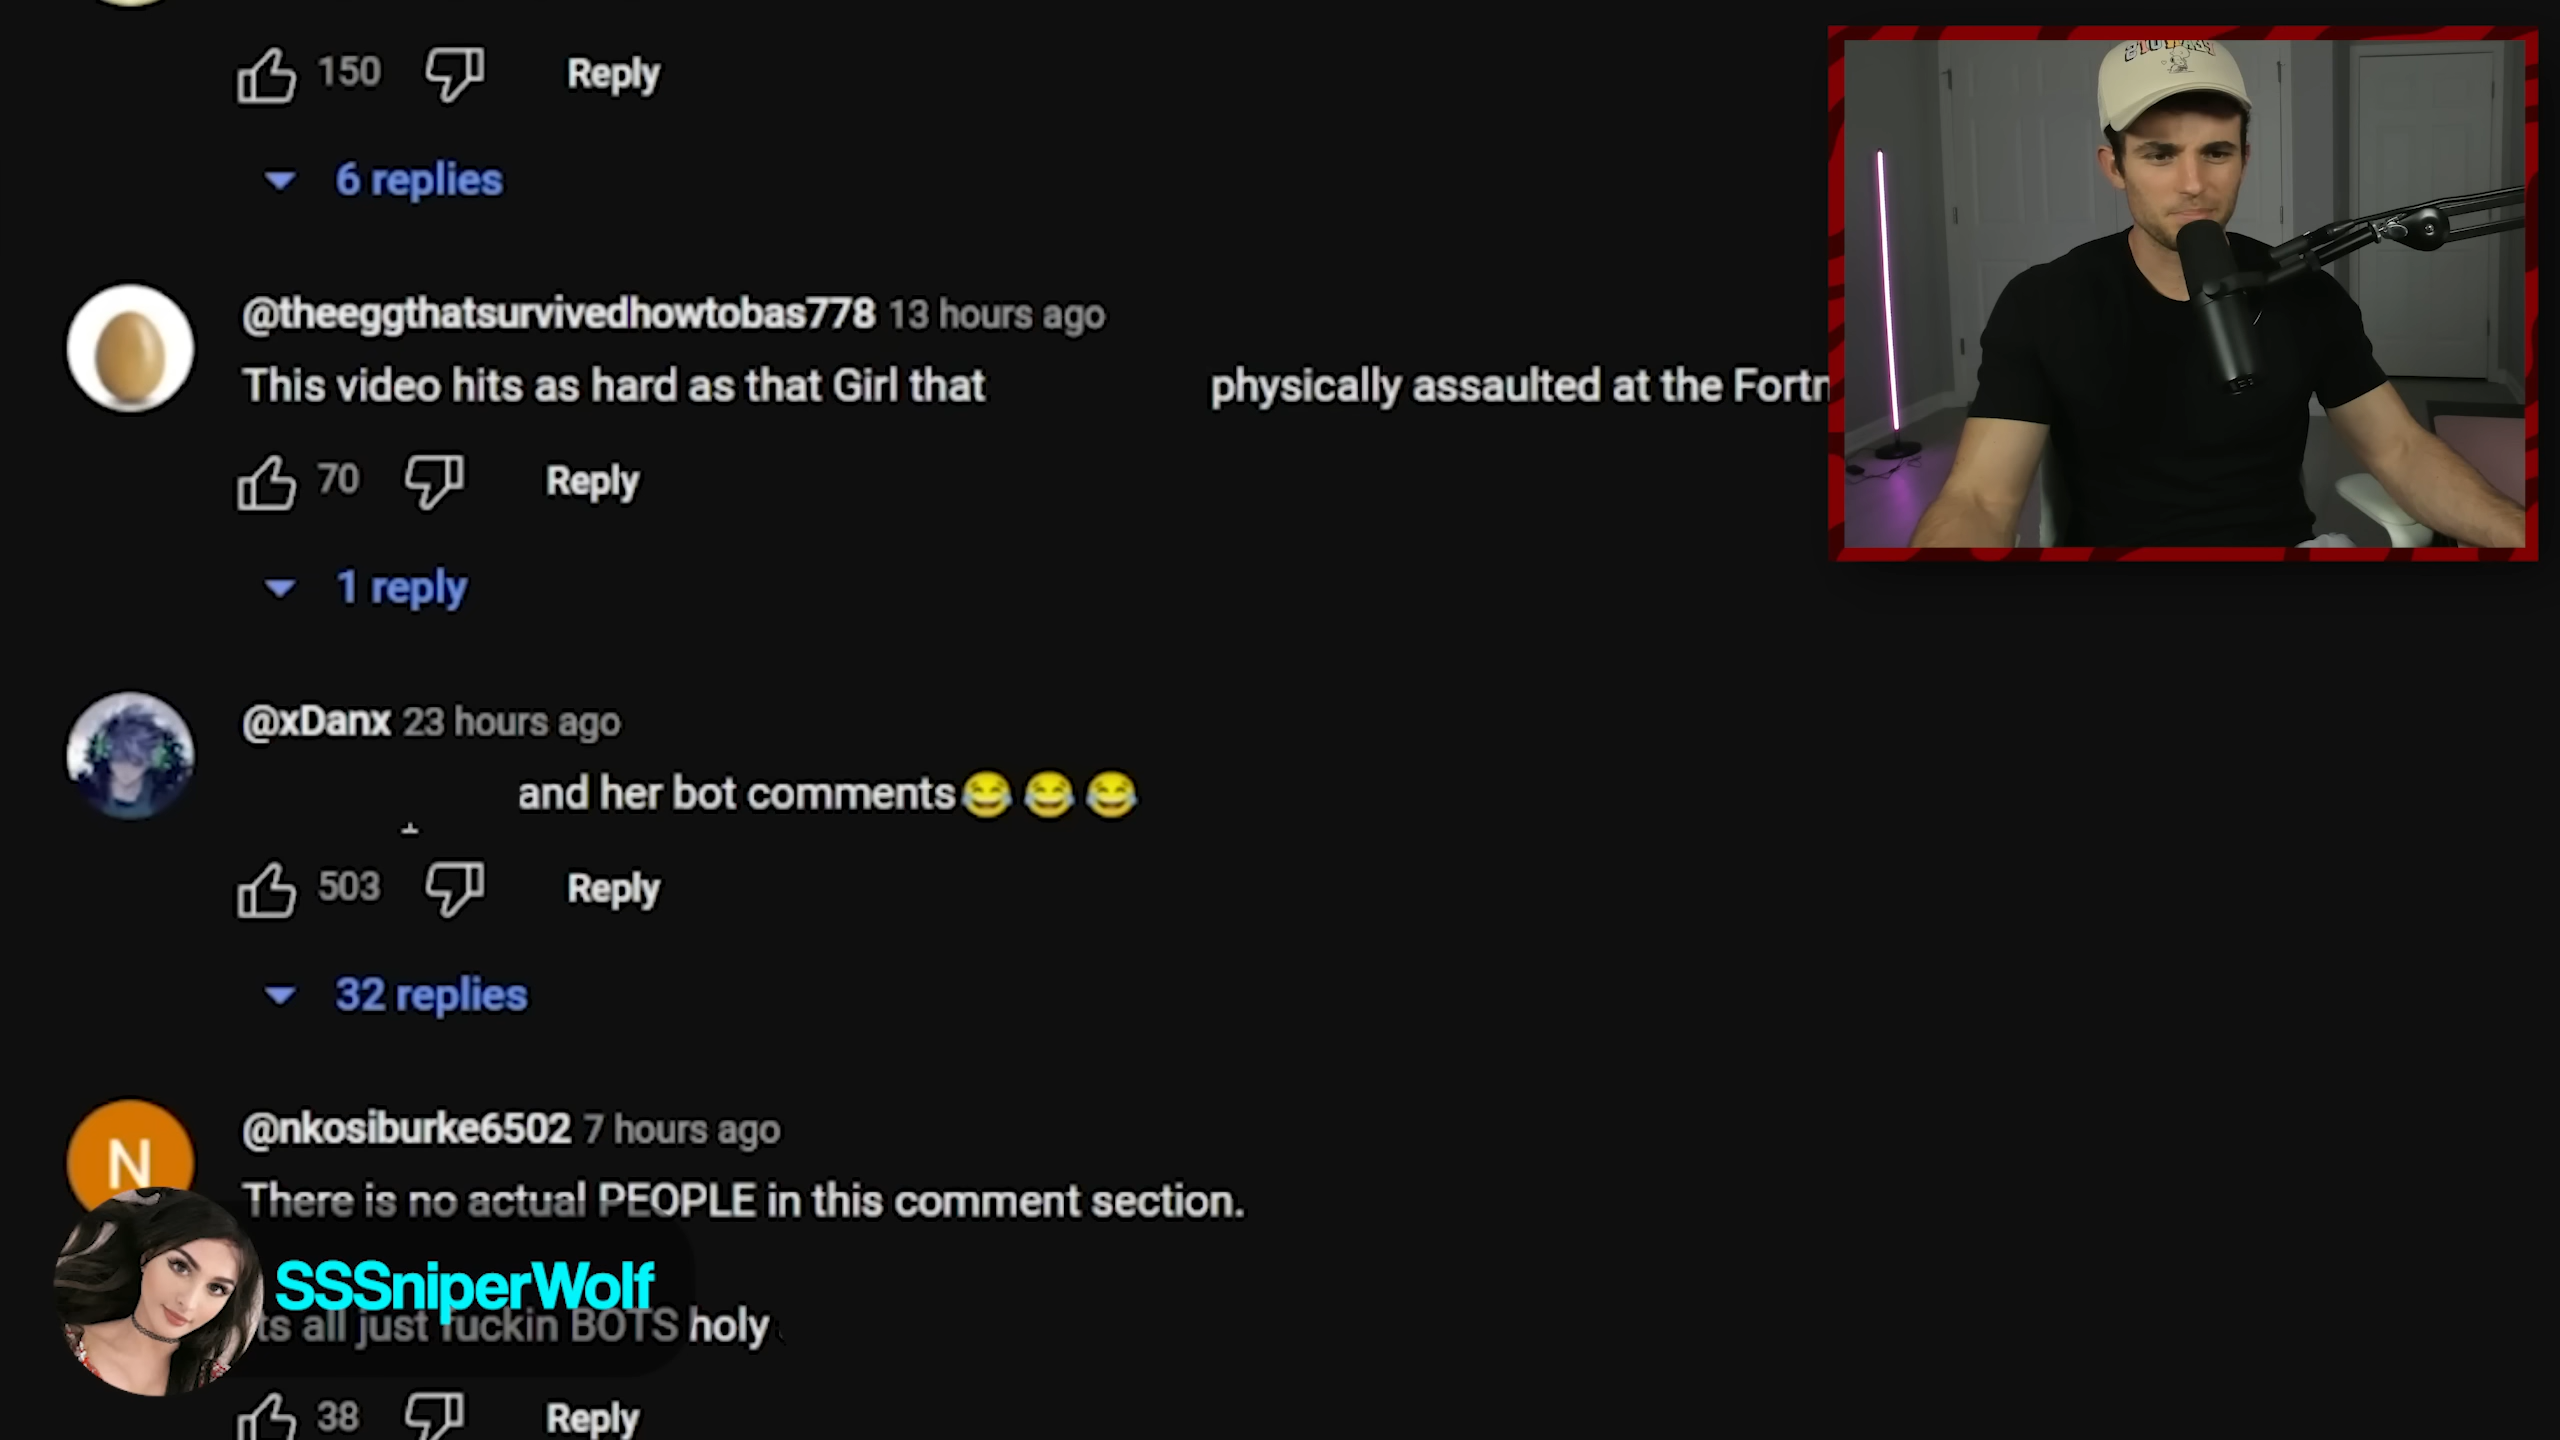 150 Reply
6 replies
@theeggthatsurvivedhowtobas778 13 hours ago
This video hits as hard as that Girl that physically assaulted at the Fortn
70 Reply
1 reply
@xDanx 23 hours ago
and her bot comments😂😂😂
503 Reply
32 replies
N
@nkosiburke6502 7 hours ago
There is no actual PEOPLE in this comment section.
SSSniperWolf
ts all just fuckin BOTS holy
38 Reply